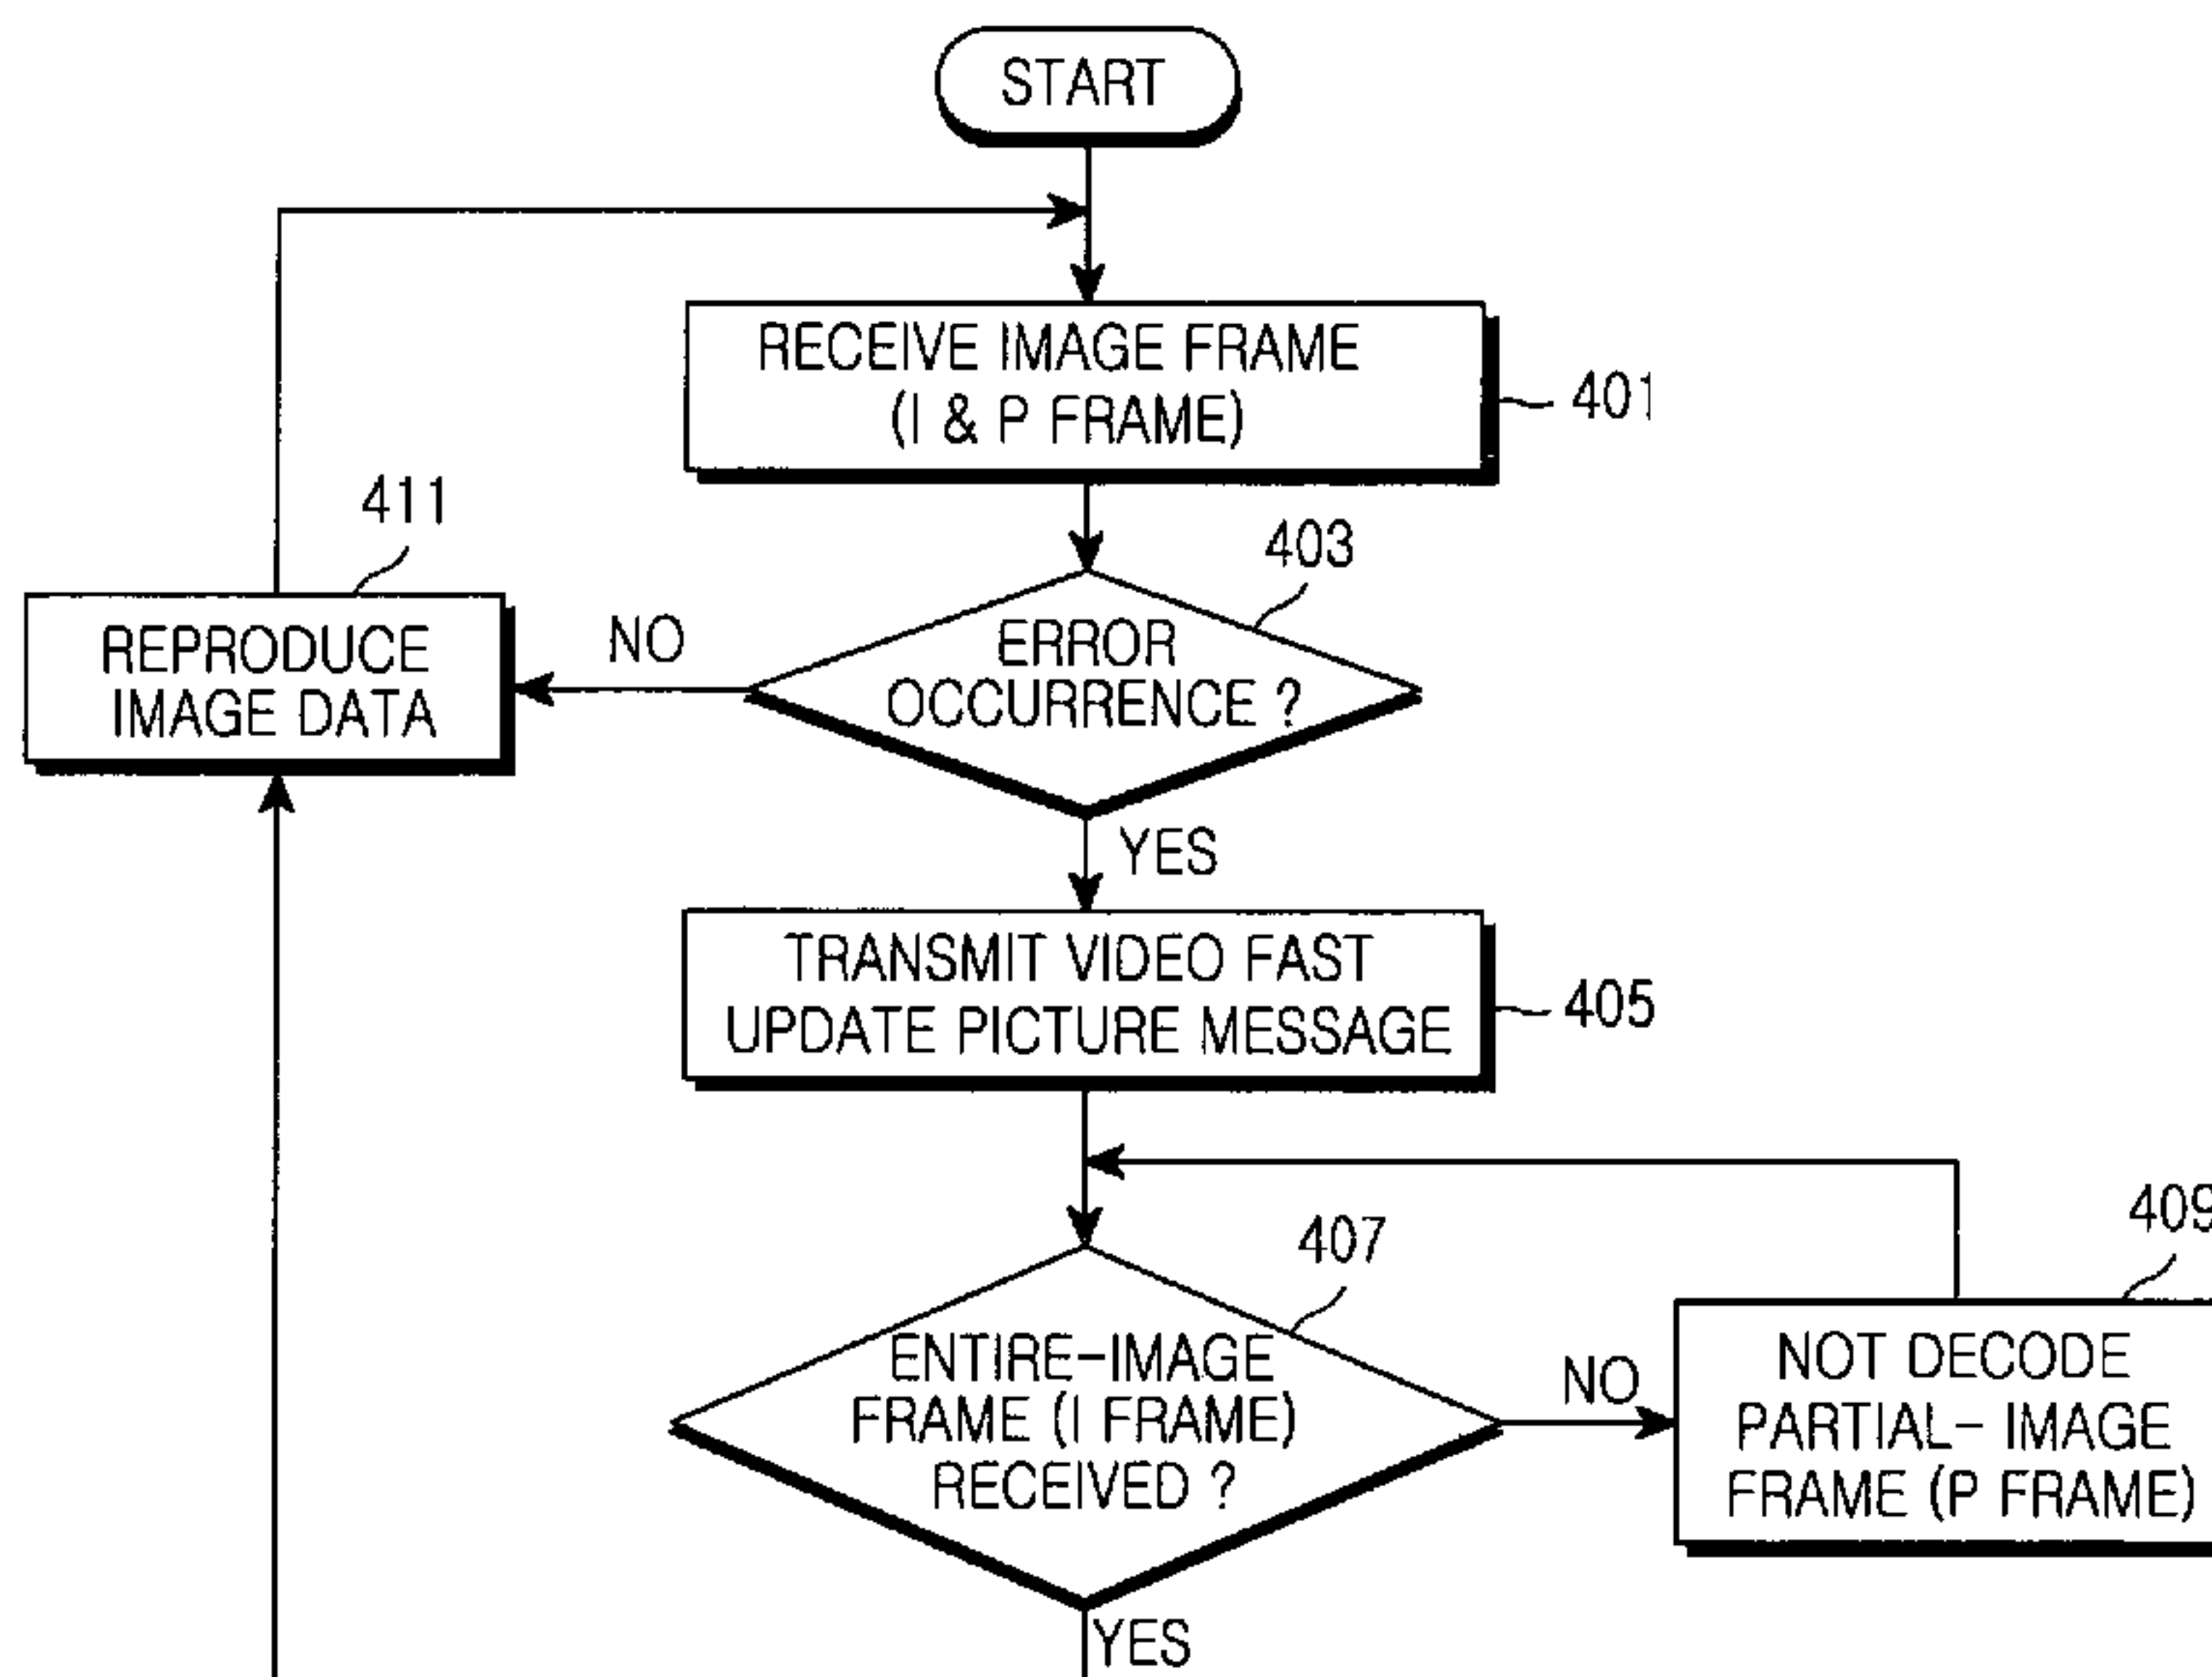 START
RECEIVE IMAGE FRAME
(I & P FRAME)
401
411
403
REPRODUCE
IMAGE DATA
NO
ERROR
OCCURRENCE ?
YES
TRANSMIT VIDEO FAST
UPDATE PICTURE MESSAGE
405
407
409
ENTIRE-IMAGE
FRAME (I FRAME)
RECEIVED ?
NO
NOT DECODE
PARTIAL- IMAGE
FRAME (P FRAME)
YES